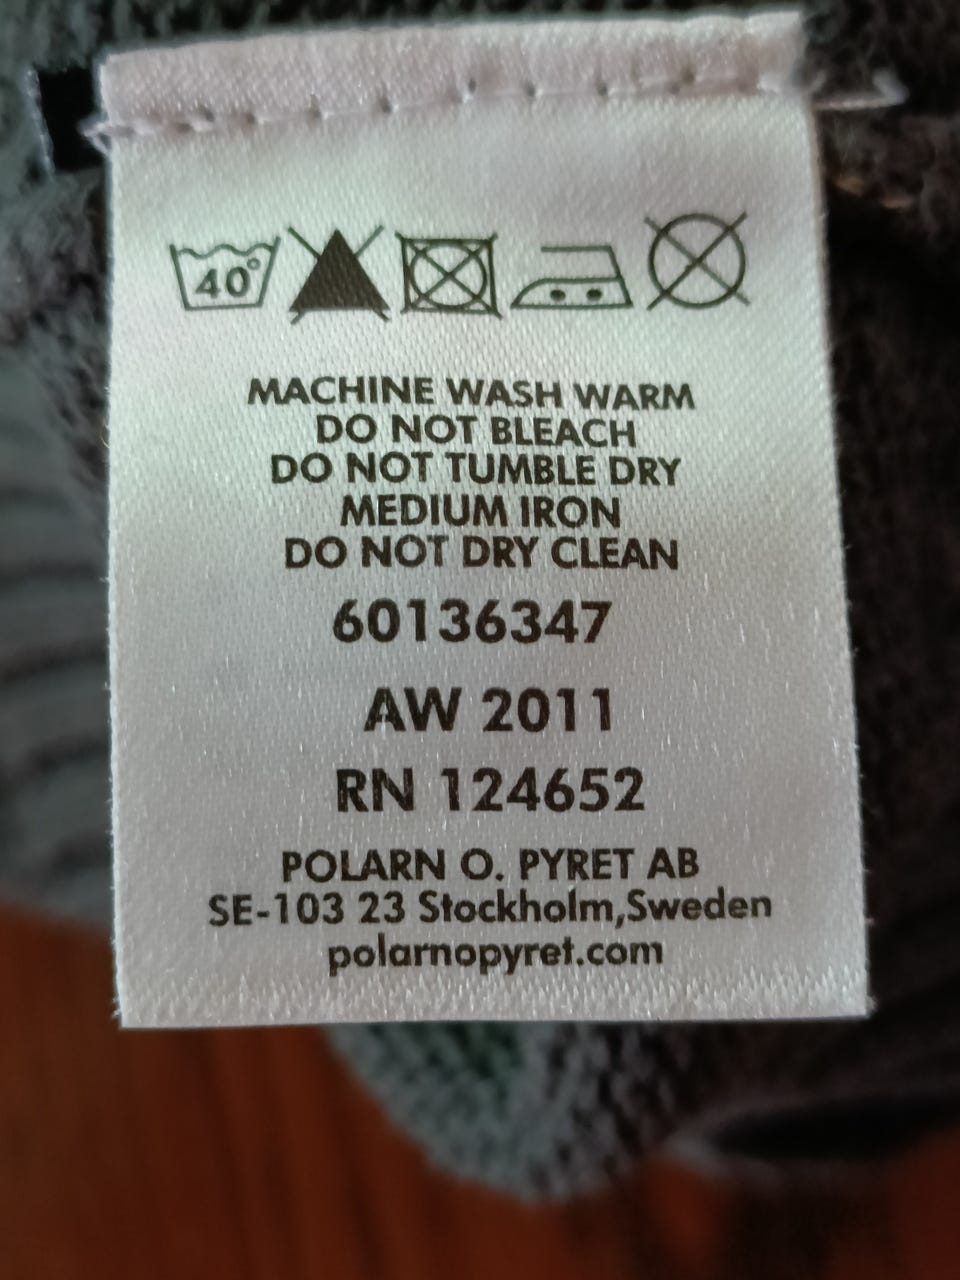 40°
MACHINE WASH WARM
DO NOT BLEACH
DO NOT TUMBLE DRY
MEDIUM IRON
DO NOT DRY CLEAN
60136347
AW 2011
RN 124652
POLARN O. PYRET AB
SE-103 23 Stockholm,Sweden
polarnopyret.com